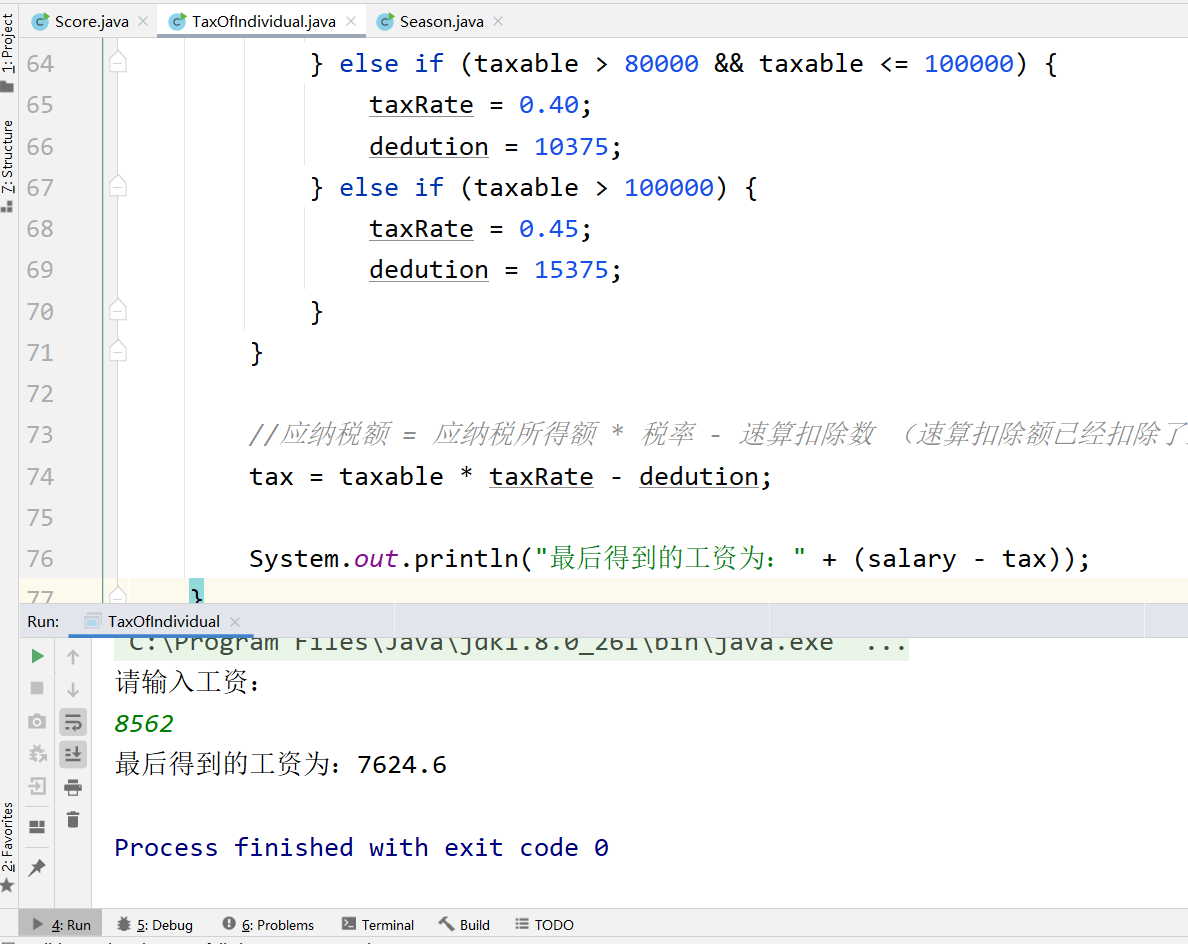 Score.java
TaxOfIndividual.java
Season.java
1: Project
7: Structure
2: Favorites
64 } else if (taxable > 80000 && taxable <= 100000) {
65 taxRate = 0.40;
66 dedution = 10375;
67 } else if (taxable > 100000) {
68 taxRate = 0.45;
69 dedution = 15375;
70 }
71 }
72
73 //应纳税额 = 应纳税所得额 * 税率 - 速算扣除数 （速算扣除额已经扣除了
74 tax = taxable * taxRate - dedution;
75
76 System.out.println("最后得到的工资为：" + (salary - tax));
77 }
Run: TaxOfIndividual
C:\Program Files\Java\jdk1.8.0_261\bin\java.exe ...
请输入工资：
8562
最后得到的工资为：7624.6
Process finished with exit code 0
4: Run 5: Debug 6: Problems Terminal Build TODO